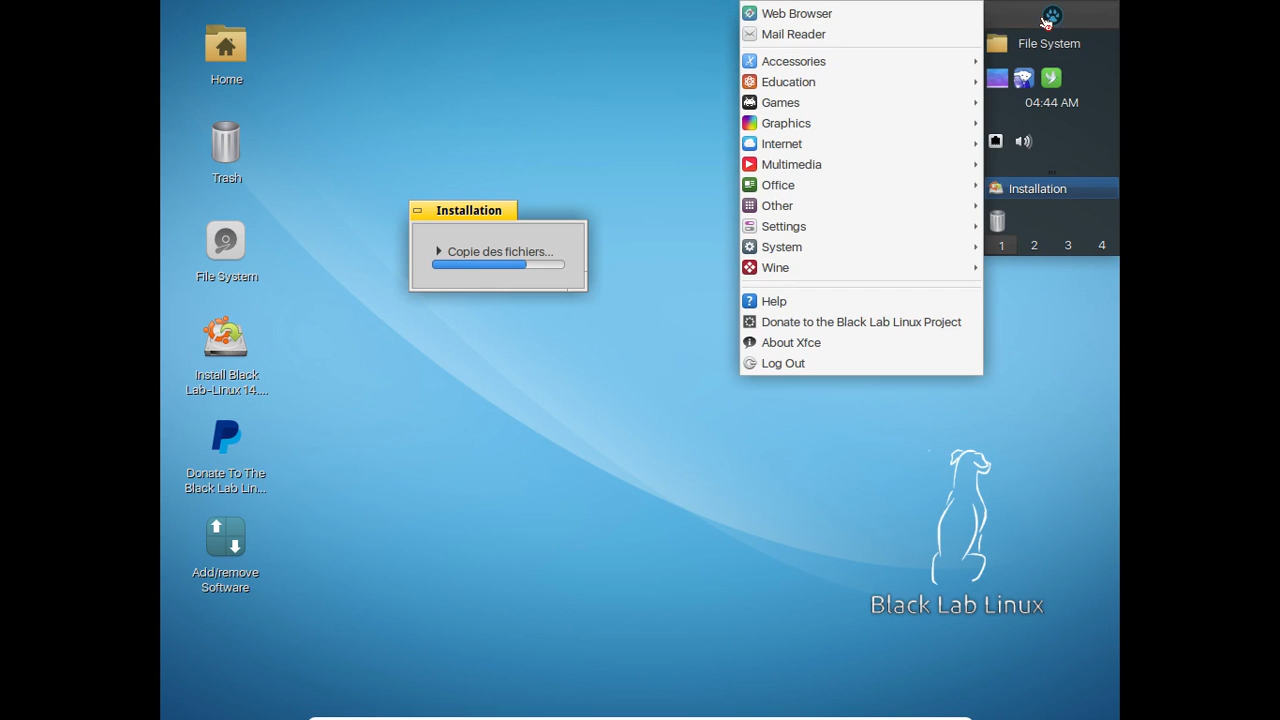 Home
Trash
File System
Install Black
Lab-Linux 14....
Donate To The
Black Lab Lin...
Add/remove
Software
Installation
Copie des fichiers...
Web Browser
Mail Reader
Accessories
Education
Games
Graphics
Internet
Multimedia
Office
Other
Settings
System
Wine
Help
Donate to the Black Lab Linux Project
About Xfce
Log Out
File System
04:44 AM
Installation
1 2 3 4
Black Lab Linux